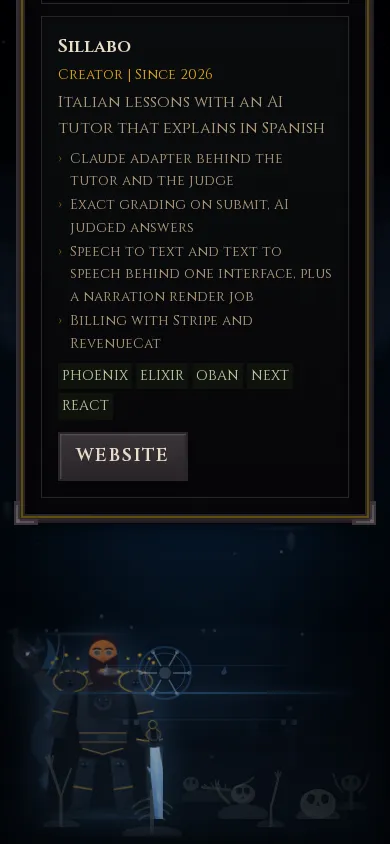 Sillabo
Creator | Since 2026
Italian lessons with an AI
tutor that explains in Spanish
› Claude adapter behind the
tutor and the judge
› Exact grading on submit, AI
judged answers
› Speech to text and text to
speech behind one interface, plus
a narration render job
› Billing with Stripe and
RevenueCat
PHOENIX ELIXIR OBAN NEXT
REACT
WEBSITE